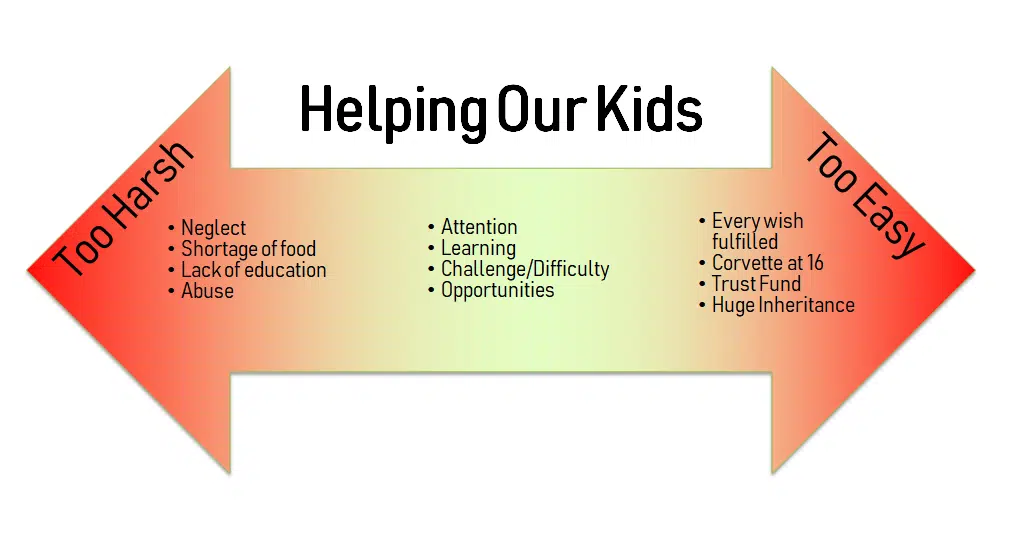 Helping Our Kids
Too Harsh
• Neglect
• Shortage of food
• Lack of education
• Abuse
• Attention
• Learning
• Challenge/Difficulty
• Opportunities
Too Easy
• Every wish
fulfilled
• Corvette at 16
• Trust Fund
• Huge Inheritance